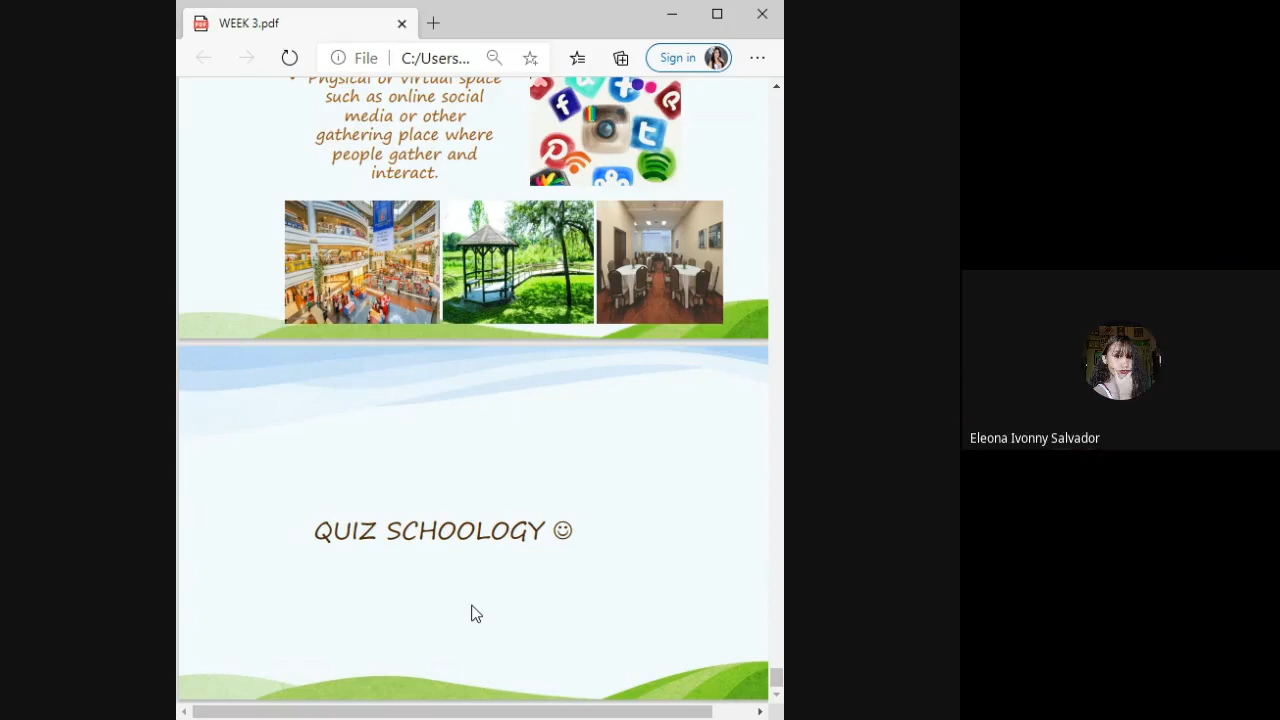 WEEK 3.pdf
File
C:/Users...
Sign in
Physical or virtual space
such as online social
media or other
gathering place where
people gather and
interact.
QUIZ SCHOOLOGY ☺
Eleona Ivonny Salvador